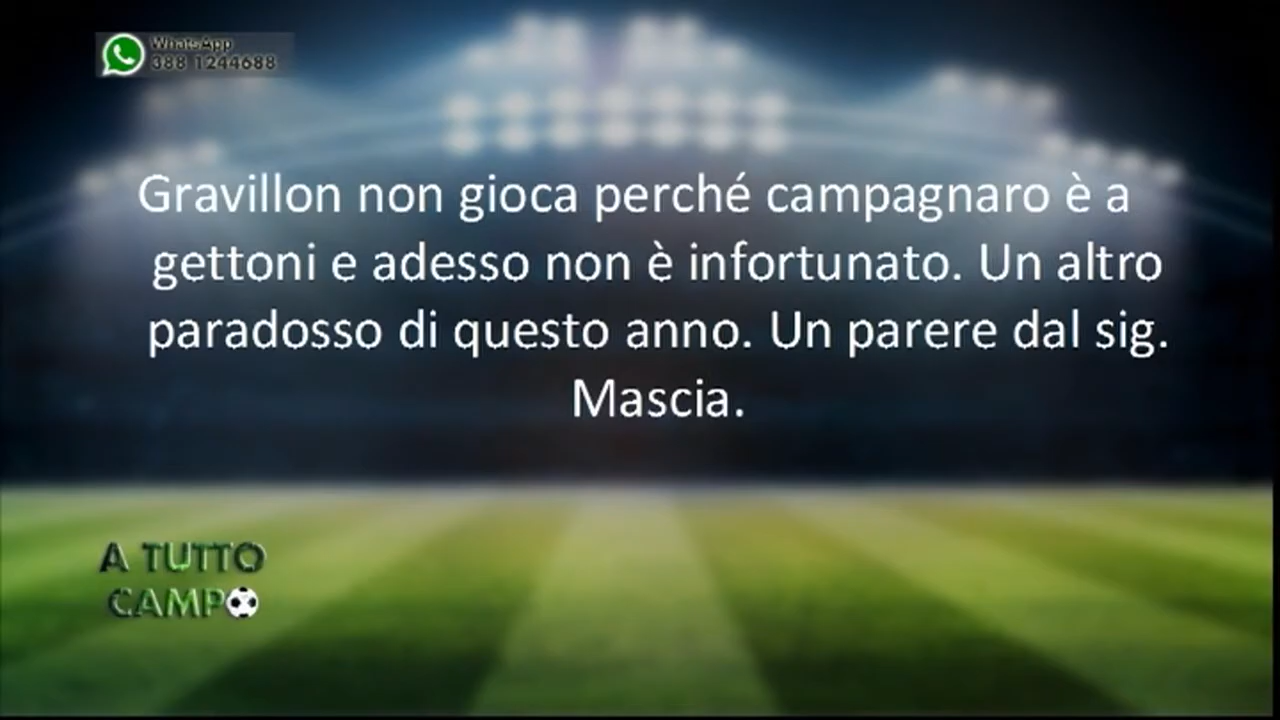 WhatsApp
388 1244688
Gravillon non gioca perché campagnaro è a
gettoni e adesso non è infortunato. Un altro
paradosso di questo anno. Un parere dal sig.
Mascia.
A TUTTO
CAMPO